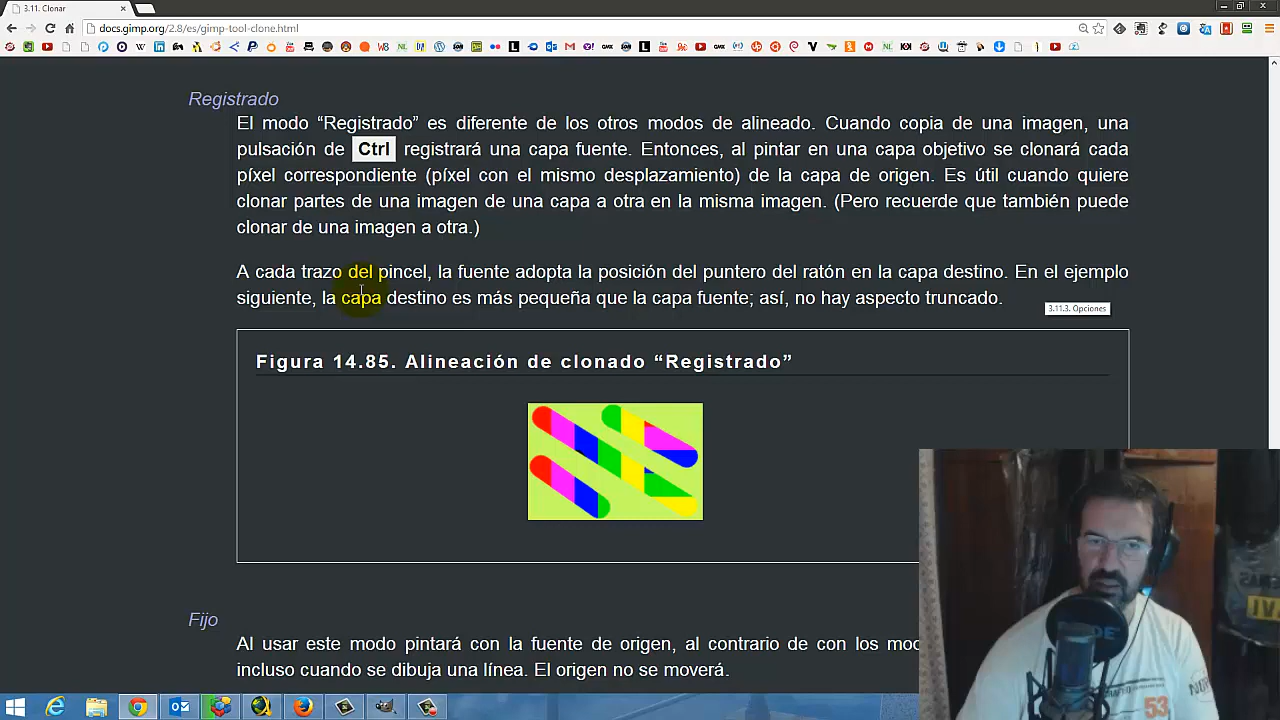 3.11. Clonar
docs.gimp.org/2.8/es/gimp-tool-clone.html
Registrado
El modo “Registrado” es diferente de los otros modos de alineado. Cuando copia de una imagen, una
pulsación de Ctrl registrará una capa fuente. Entonces, al pintar en una capa objetivo se clonará cada
píxel correspondiente (píxel con el mismo desplazamiento) de la capa de origen. Es útil cuando quiere
clonar partes de una imagen de una capa a otra en la misma imagen. (Pero recuerde que también puede
clonar de una imagen a otra.)
A cada trazo del pincel, la fuente adopta la posición del puntero del ratón en la capa destino. En el ejemplo
siguiente, la capa destino es más pequeña que la capa fuente; así, no hay aspecto truncado.
3.11.3. Opciones
Figura 14.85. Alineación de clonado “Registrado”
Fijo
Al usar este modo pintará con la fuente de origen, al contrario de con los mod
incluso cuando se dibuja una línea. El origen no se moverá.
53